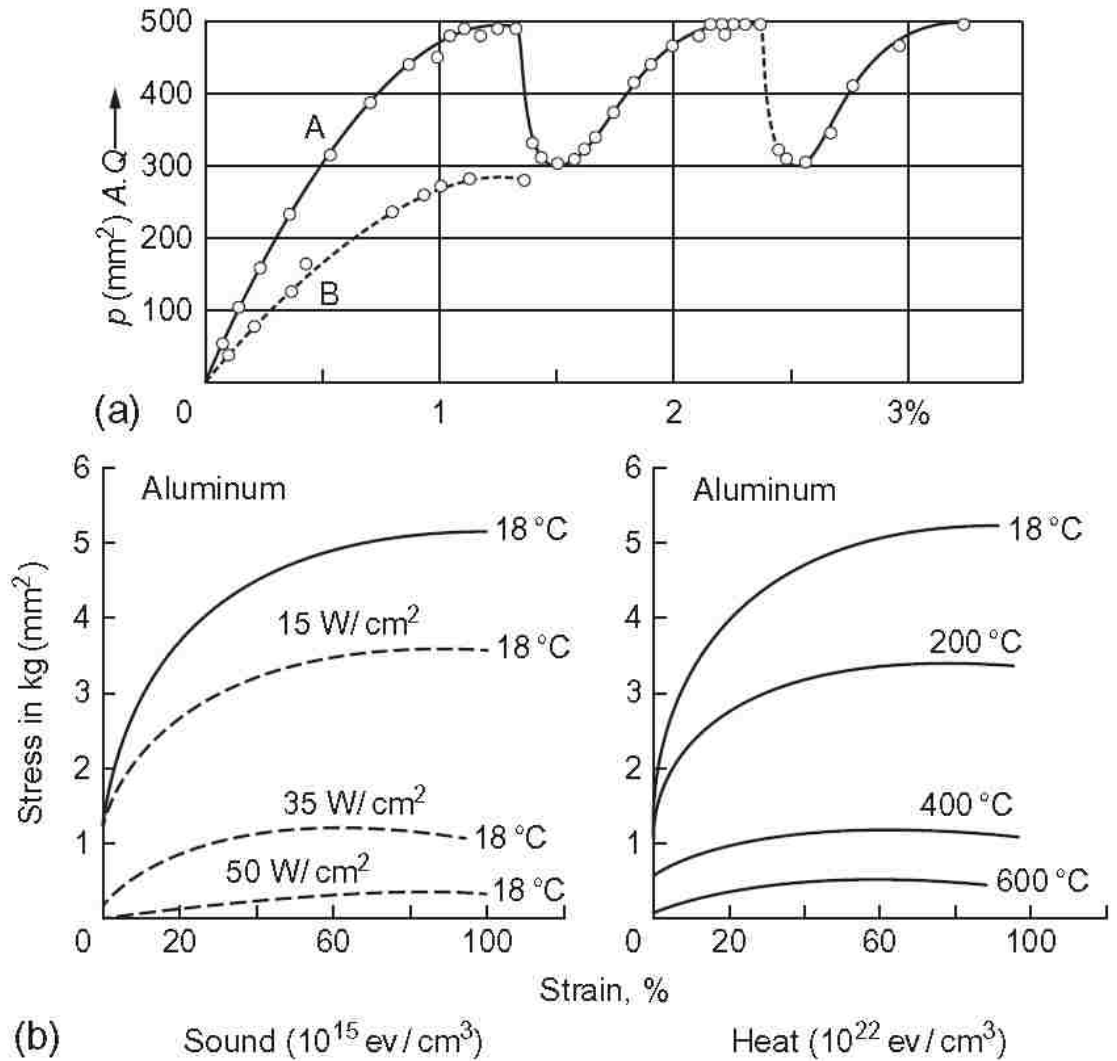 500
400
300
200
100
p (mm²) A.Q
A
B
(a) 0 1 2 3%
6
5
4
3
2
1
0
Stress in kg (mm²)
Aluminum
18 °C
15 W/cm²
18 °C
35 W/cm²
18 °C
50 W/cm²
18 °C
20 60 100
6
5
4
3
2
1
0
Aluminum
18 °C
200 °C
400 °C
600 °C
20 60 100
Strain, %
(b) Sound (10¹⁵ ev/cm³) Heat (10²² ev/cm³)